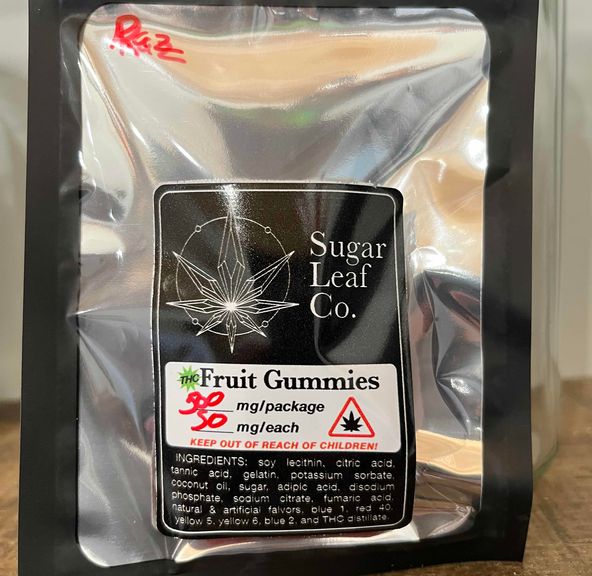 Sugar
Leaf
Co.
THC Fruit Gummies
500 mg/package
50 mg/each
KEEP OUT OF REACH OF CHILDREN!
INGREDIENTS: soy lecithin, citric acid,
tannic acid, gelatin, potassium sorbate,
coconut oil, sugar, adipic acid, disodium
phosphate, sodium citrate, fumaric acid,
natural & artificial falvors, blue 1, red 40,
yellow 5, yellow 6, blue 2, and THC distillate.